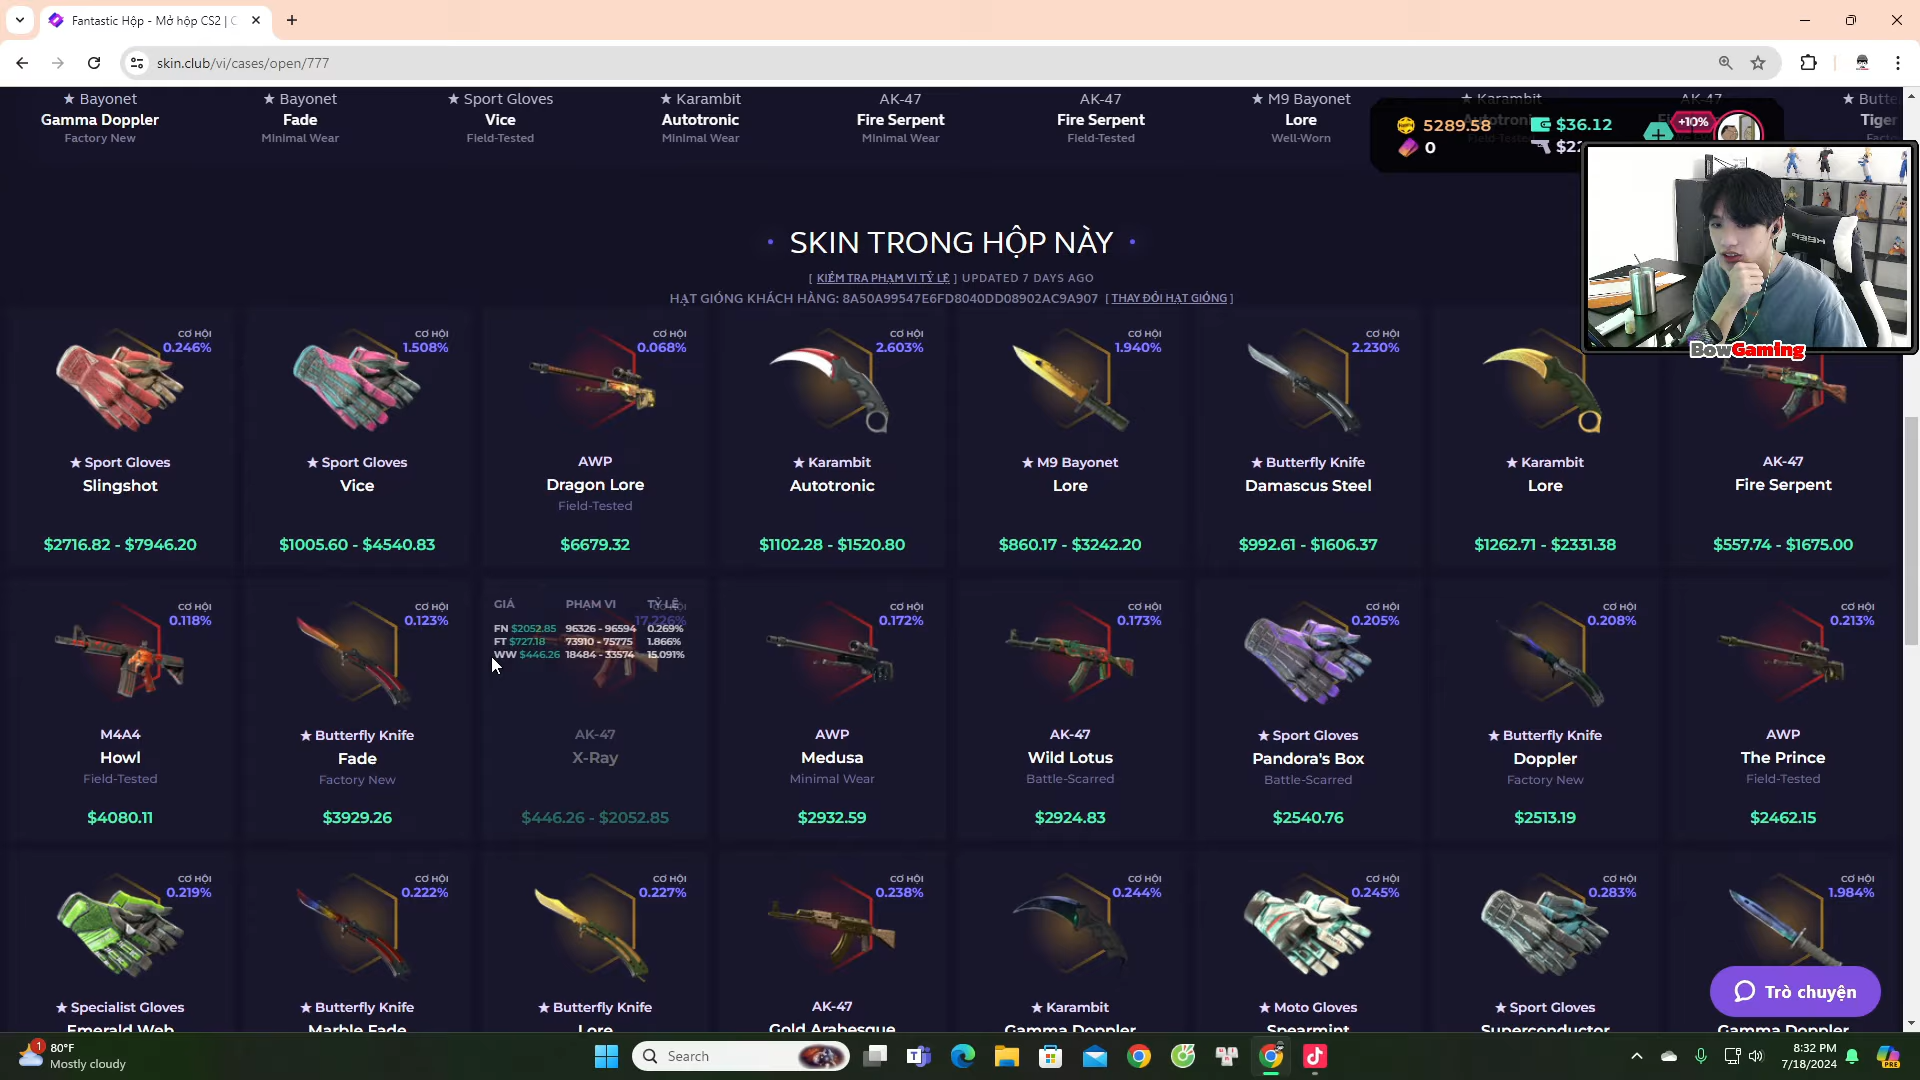 Fantastic Hộp - Mở hộp CS2 | C
skin.club/vi/cases/open/777
★ Bayonet
Gamma Doppler
Factory New
★ Bayonet
Fade
Minimal Wear
★ Sport Gloves
Vice
Field-Tested
★ Karambit
Autotronic
Minimal Wear
AK-47
Fire Serpent
Minimal Wear
AK-47
Fire Serpent
Field-Tested
★ M9 Bayonet
Lore
Well-Worn
★ Karambit
Autotronic
AK-47
★ Butte
Tiger
5289.58
$36.12
+10%
0
$22
BowGaming
SKIN TRONG HỘP NÀY
[ KIỂM TRA PHẠM VI TỶ LỆ ] UPDATED 7 DAYS AGO
HẠT GIỐNG KHÁCH HÀNG: 8A50A99547E6FD8040DD08902AC9A907 [ THAY ĐỔI HẠT GIỐNG ]
CƠ HỘI
0.246%
★ Sport Gloves
Slingshot
$2716.82 - $7946.20
CƠ HỘI
1.508%
★ Sport Gloves
Vice
$1005.60 - $4540.83
CƠ HỘI
0.068%
AWP
Dragon Lore
Field-Tested
$6679.32
CƠ HỘI
2.603%
★ Karambit
Autotronic
$1102.28 - $1520.80
CƠ HỘI
1.940%
★ M9 Bayonet
Lore
$860.17 - $3242.20
CƠ HỘI
2.230%
★ Butterfly Knife
Damascus Steel
$992.61 - $1606.37
★ Karambit
Lore
$1262.71 - $2331.38
AK-47
Fire Serpent
$557.74 - $1675.00
CƠ HỘI
0.118%
M4A4
Howl
Field-Tested
$4080.11
CƠ HỘI
0.123%
★ Butterfly Knife
Fade
Factory New
$3929.26
GIÁ PHẠM VI TỶ LỆ
17.226%
FN $2052.85 96326 - 96594 0.269%
FT $727.18 73910 - 75775 1.866%
WW $446.26 18484 - 33574 15.091%
AK-47
X-Ray
$446.26 - $2052.85
CƠ HỘI
0.172%
AWP
Medusa
Minimal Wear
$2932.59
CƠ HỘI
0.173%
AK-47
Wild Lotus
Battle-Scarred
$2924.83
CƠ HỘI
0.205%
★ Sport Gloves
Pandora's Box
Battle-Scarred
$2540.76
CƠ HỘI
0.208%
★ Butterfly Knife
Doppler
Factory New
$2513.19
CƠ HỘI
0.213%
AWP
The Prince
Field-Tested
$2462.15
CƠ HỘI
0.219%
★ Specialist Gloves
Emerald Web
CƠ HỘI
0.222%
★ Butterfly Knife
Marble Fade
CƠ HỘI
0.227%
★ Butterfly Knife
Lore
CƠ HỘI
0.238%
AK-47
Gold Arabesque
CƠ HỘI
0.244%
★ Karambit
Gamma Doppler
CƠ HỘI
0.245%
★ Moto Gloves
Spearmint
CƠ HỘI
0.283%
★ Sport Gloves
Superconductor
CƠ HỘI
1.984%
Gamma Doppler
Trò chuyện
1
80°F
Mostly cloudy
Search
8:32 PM
7/18/2024